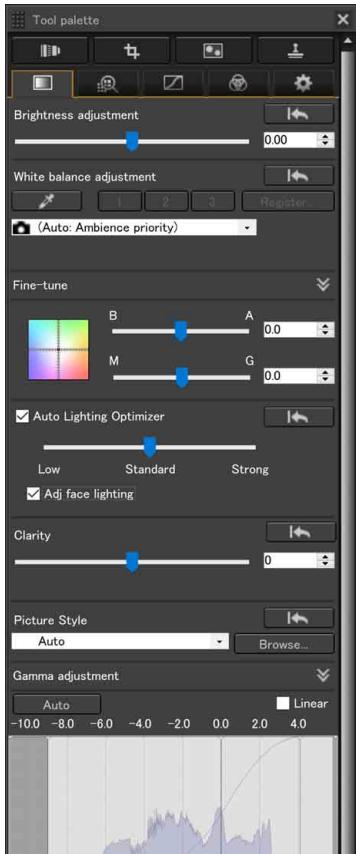 Tool palette
Brightness adjustment
0.00
White balance adjustment
1 2 3 Register...
(Auto: Ambience priority)
Fine-tune
B A
0.0
M G
0.0
Auto Lighting Optimizer
Low Standard Strong
Adj face lighting
Clarity
0
Picture Style
Auto
Browse...
Gamma adjustment
Auto
Linear
-10.0 -8.0 -6.0 -4.0 -2.0 0.0 2.0 4.0